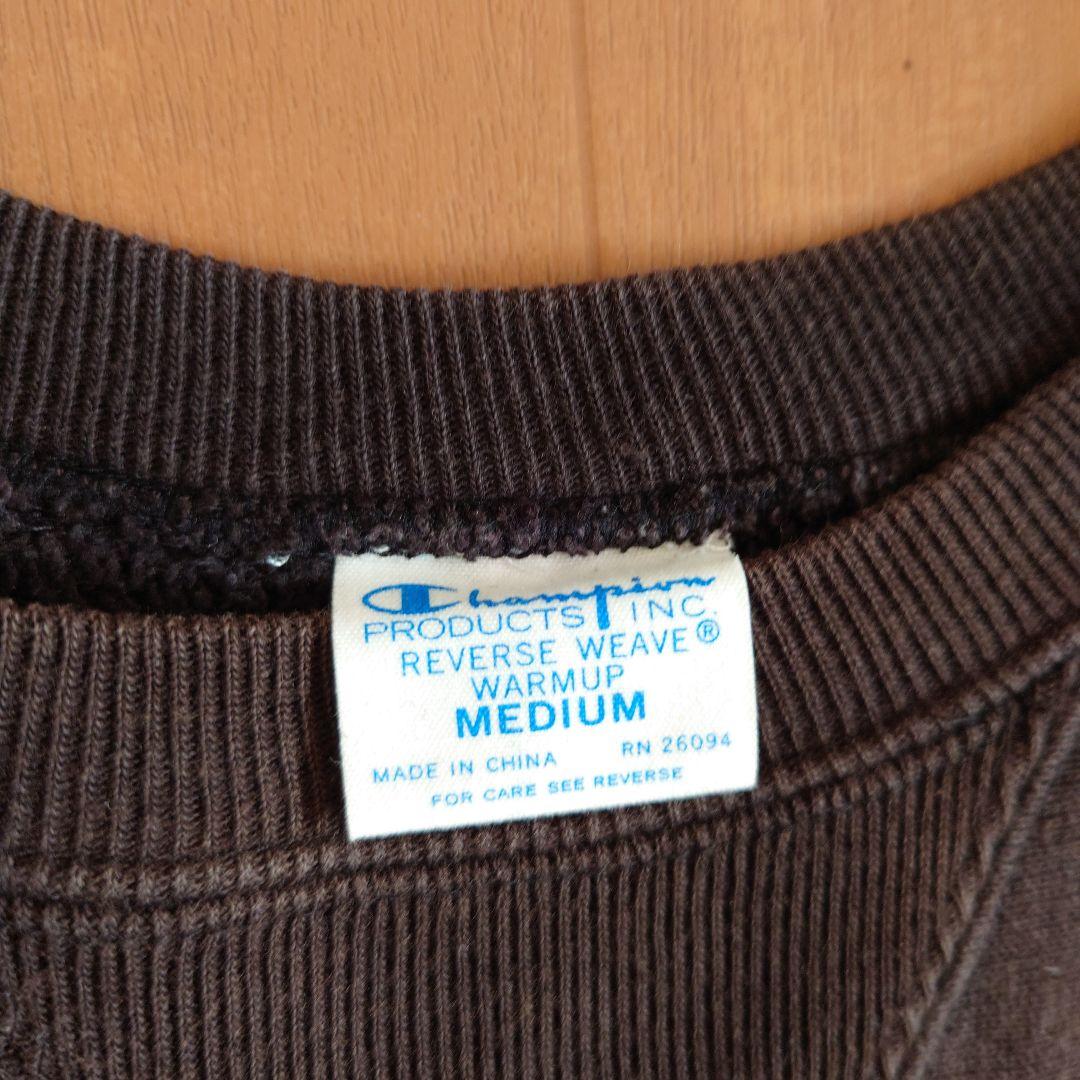 Champion
PRODUCTS INC.
REVERSE WEAVE®
WARMUP
MEDIUM
MADE IN CHINA RN 26094
FOR CARE SEE REVERSE